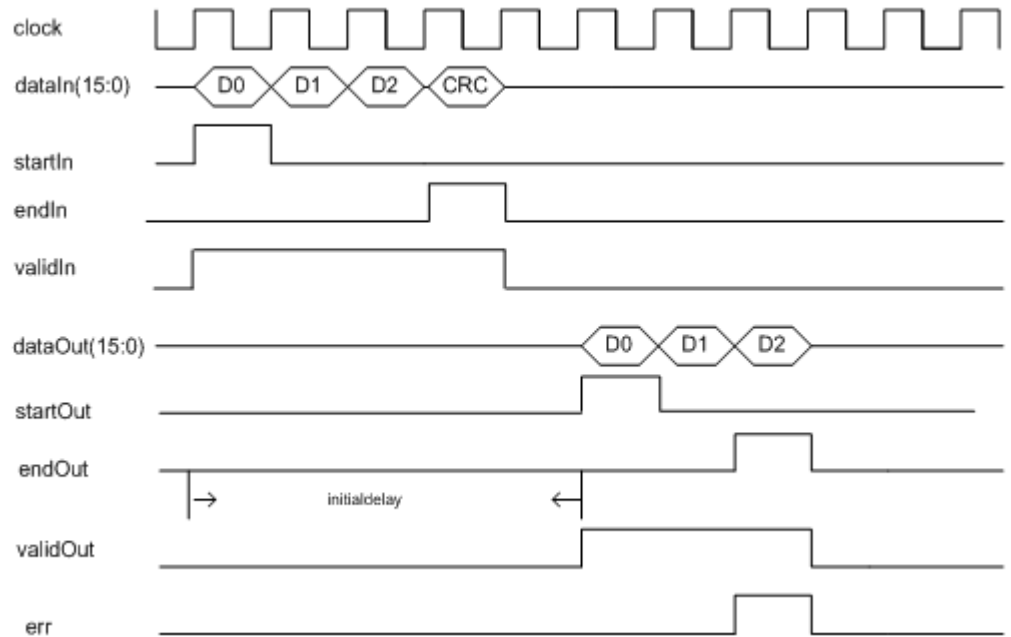 clock
dataIn(15:0) D0 D1 D2 CRC
startIn
endIn
validIn
dataOut(15:0) D0 D1 D2
startOut
endOut
initialdelay
validOut
err